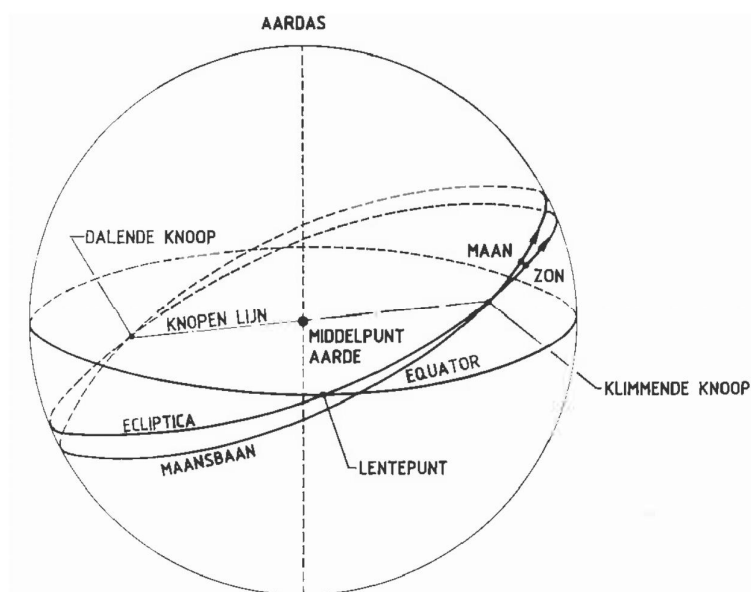 AARDAS
DALENDE KNOOP
MAAN
ZON
KNOPEN LIJN
MIDDELPUNT
AARDE
EQUATOR
KLIMMENDE KNOOP
ECLIPTICA
MAANSBAAN
LENTEPUNT